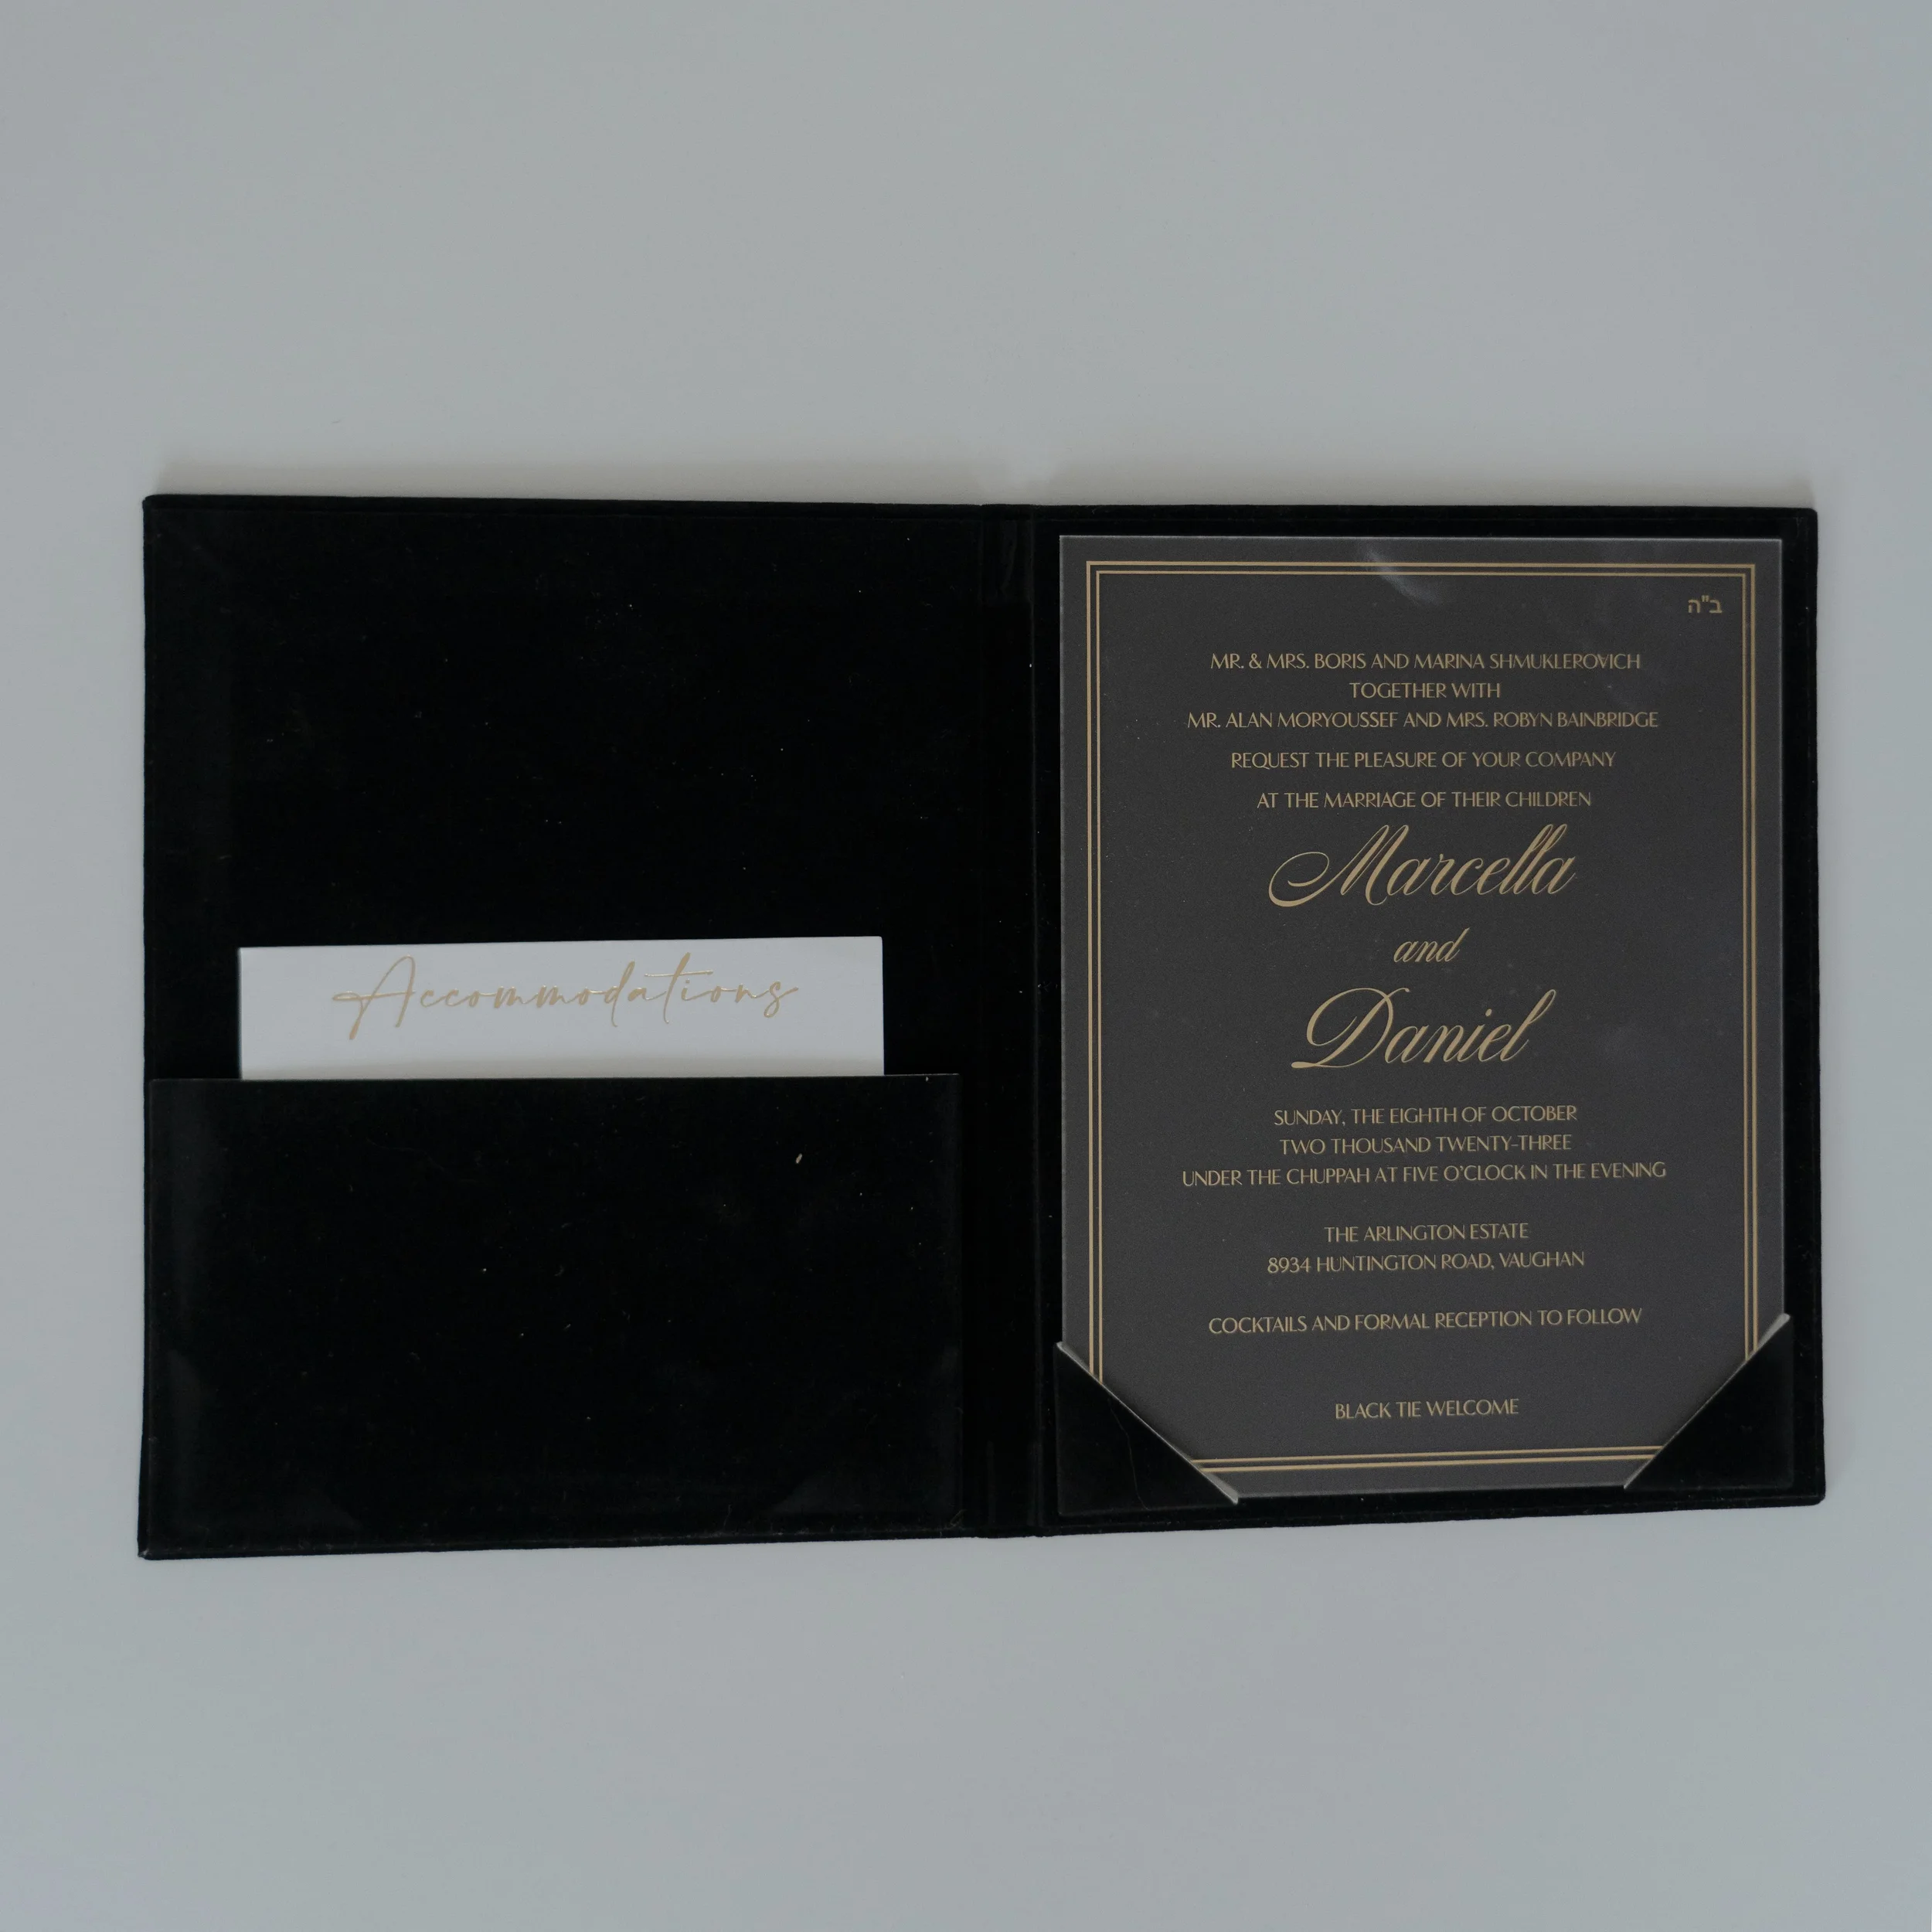 Accommodations
ב"ה
MR. & MRS. BORIS AND MARINA SHMUKLEROVICH
TOGETHER WITH
MR. ALAN MORYOUSSEF AND MRS. ROBYN BAINBRIDGE
REQUEST THE PLEASURE OF YOUR COMPANY
AT THE MARRIAGE OF THEIR CHILDREN
Marcella
and
Daniel
SUNDAY, THE EIGHTH OF OCTOBER
TWO THOUSAND TWENTY-THREE
UNDER THE CHUPPAH AT FIVE O'CLOCK IN THE EVENING
THE ARLINGTON ESTATE
8934 HUNTINGTON ROAD, VAUGHAN
COCKTAILS AND FORMAL RECEPTION TO FOLLOW
BLACK TIE WELCOME